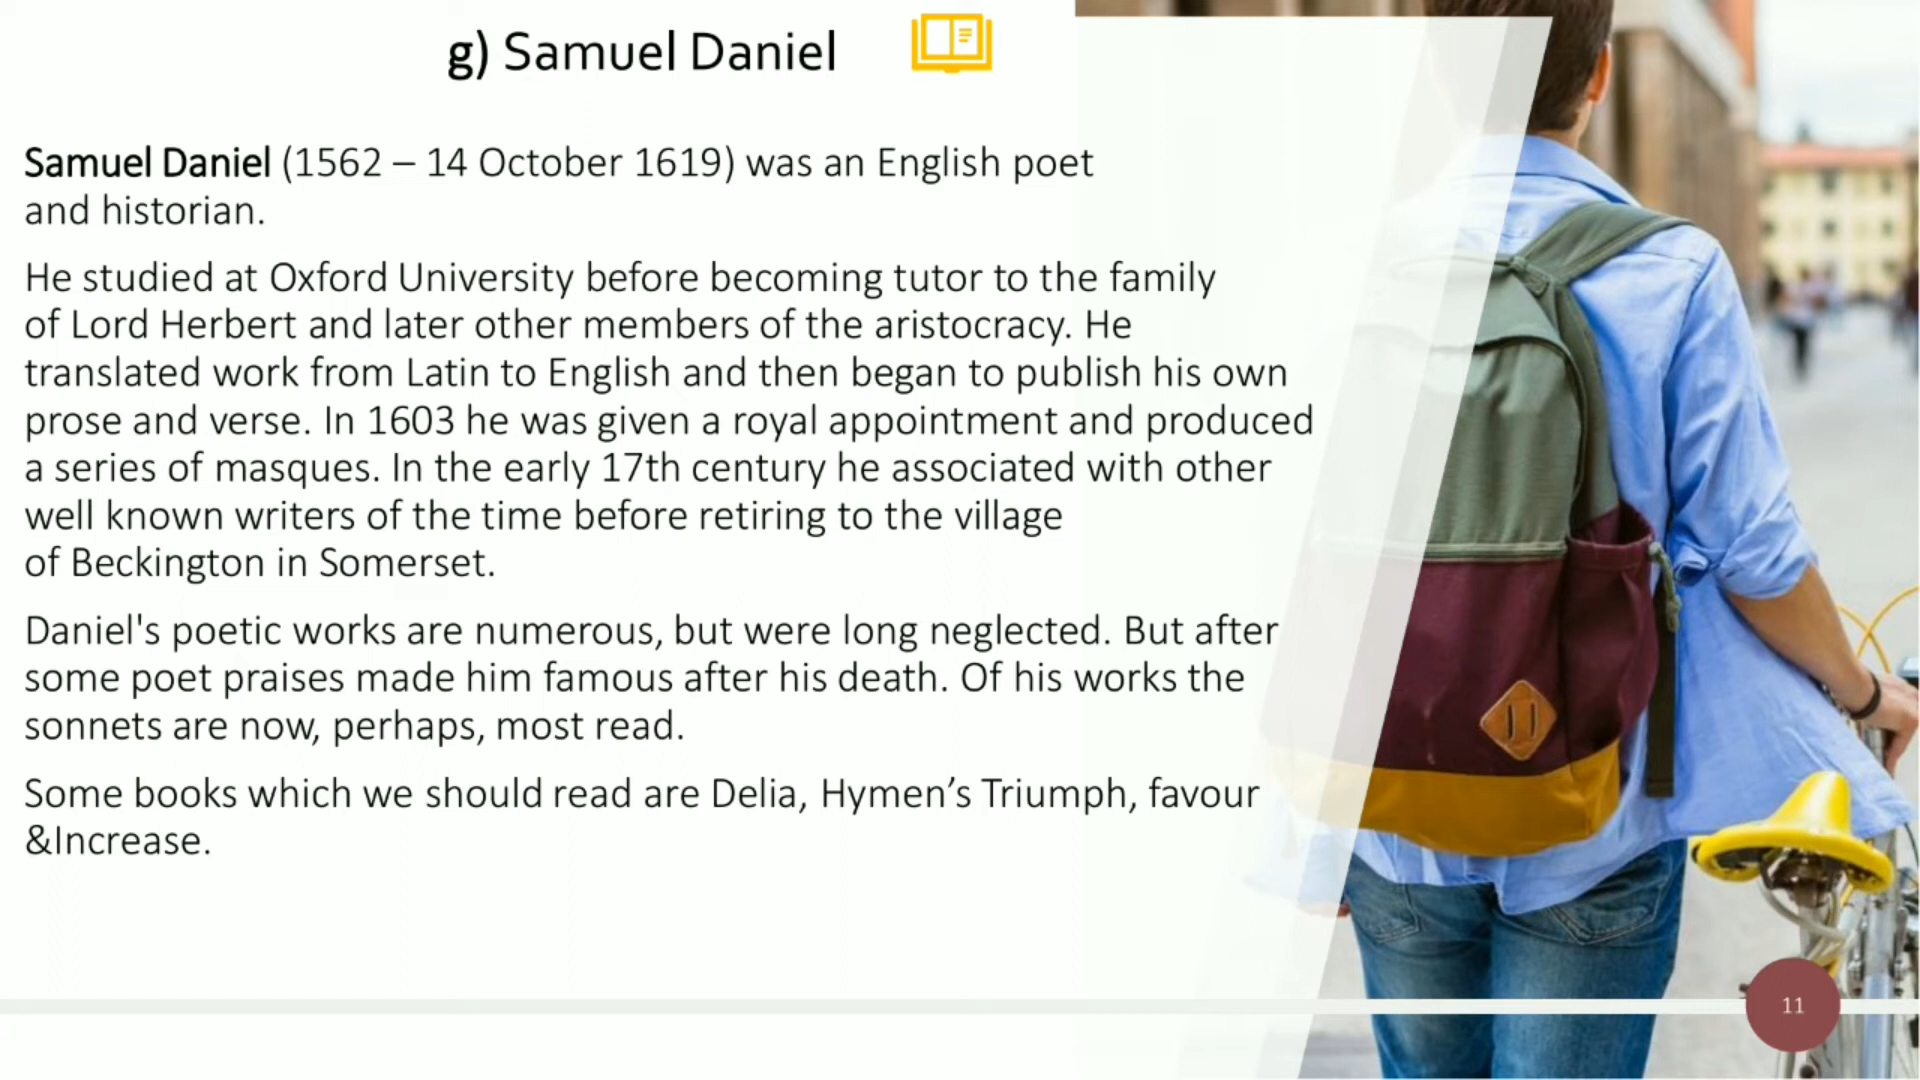 g) Samuel Daniel
Samuel Daniel (1562 – 14 October 1619) was an English poet
and historian.
He studied at Oxford University before becoming tutor to the family
of Lord Herbert and later other members of the aristocracy. He
translated work from Latin to English and then began to publish his own
prose and verse. In 1603 he was given a royal appointment and produced
a series of masques. In the early 17th century he associated with other
well known writers of the time before retiring to the village
of Beckington in Somerset.
Daniel's poetic works are numerous, but were long neglected. But after
some poet praises made him famous after his death. Of his works the
sonnets are now, perhaps, most read.
Some books which we should read are Delia, Hymen’s Triumph, favour
&Increase.
11